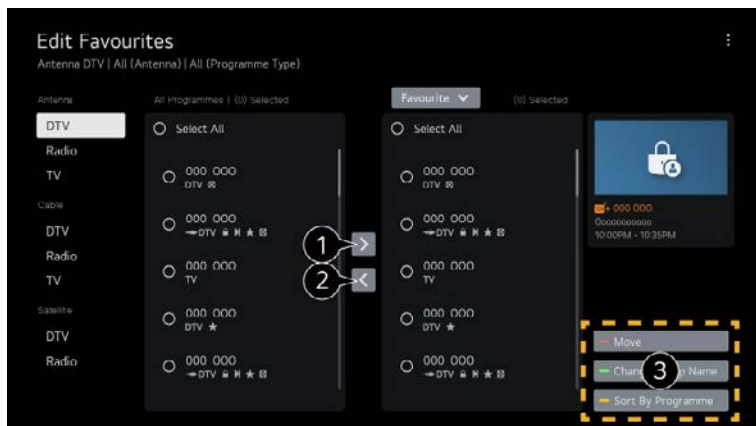 Edit Favourites
Antenna DTV | All (Antenna) | All (Programme Type)
Antenna
DTV
Radio
TV
Cable
DTV
Radio
TV
Satellite
DTV
Radio
All Programmes | (0) Selected
Select All
000 000
DTV
000 000
DTV
000 000
TV
000 000
DTV
000 000
DTV
1
2
Favourite
(0) Selected
Select All
000 000
DTV
000 000
DTV
000 000
TV
000 000
DTV
000 000
DTV
000 000
Oooooooooo
10:00PM - 10:35PM
Move
3
Name
Sort By Programme